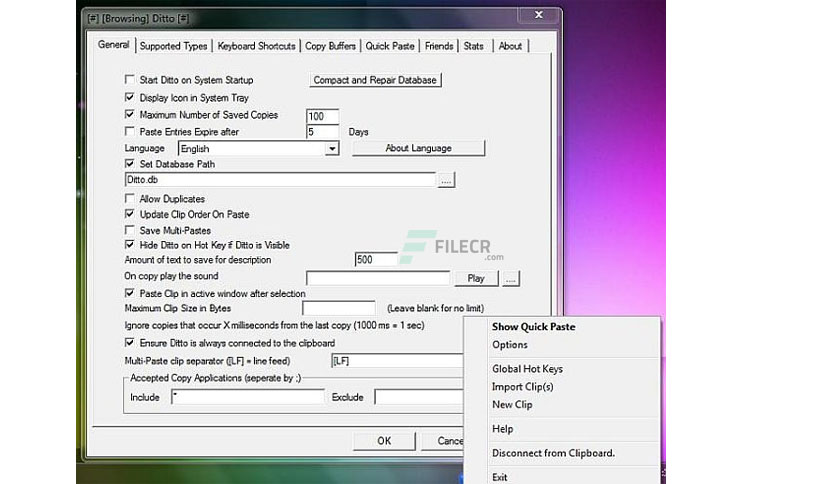 [#] [Browsing] Ditto [#]
General Supported Types Keyboard Shortcuts Copy Buffers Quick Paste Friends Stats About
Start Ditto on System Startup Compact and Repair Database
Display Icon in System Tray
Maximum Number of Saved Copies 100
Paste Entries Expire after 5 Days
Language English About Language
Set Database Path
Ditto.db ....
Allow Duplicates
Update Clip Order On Paste
Save Multi-Pastes
Hide Ditto on Hot Key if Ditto is Visible
FILECR
.com
Amount of text to save for description 500
On copy play the sound Play ....
Paste Clip in active window after selection
Maximum Clip Size in Bytes (Leave blank for no limit)
Ignore copies that occur X milliseconds from the last copy (1000 ms = 1 sec)
Ensure Ditto is always connected to the clipboard
Multi-Paste clip separator ([LF] = line feed) [LF]
Accepted Copy Applications (seperate by ;)
Include * Exclude
OK Cance
Show Quick Paste
Options
Global Hot Keys
Import Clip(s)
New Clip
Help
Disconnect from Clipboard.
Exit